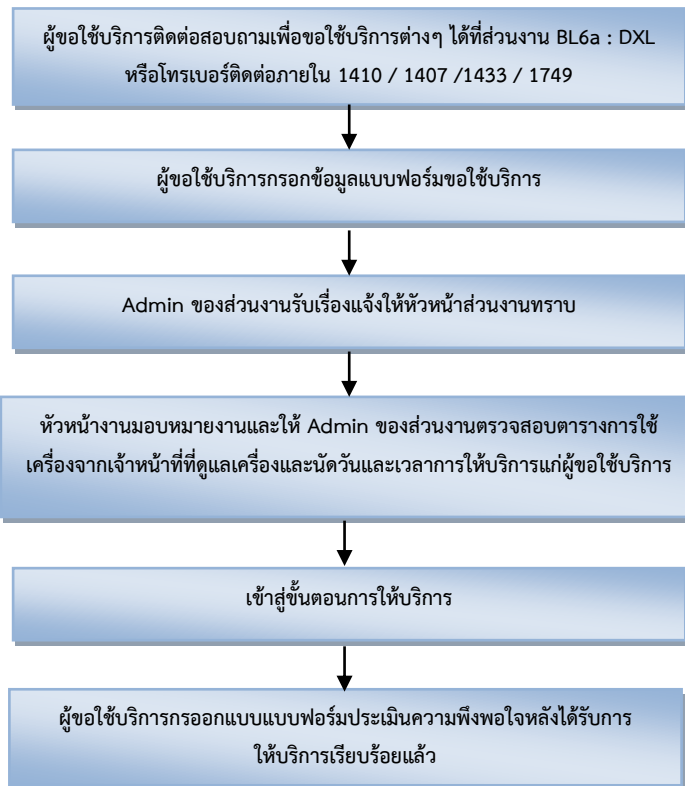 ผู้ขอใช้บริการติดต่อสอบถามเพื่อขอใช้บริการต่างๆ ได้ที่ส่วนงาน BL6a : DXL
หรือโทรเบอร์ติดต่อภายใน 1410 / 1407 /1433 / 1749
ผู้ขอใช้บริการกรอกข้อมูลแบบฟอร์มขอใช้บริการ
Admin ของส่วนงานรับเรื่องแจ้งให้หัวหน้าส่วนงานทราบ
หัวหน้างานมอบหมายงานและให้ Admin ของส่วนงานตรวจสอบตารางการใช้
เครื่องจากเจ้าหน้าที่ที่ดูแลเครื่องและนัดวันและเวลาการให้บริการแก่ผู้ขอใช้บริการ
เข้าสู่ขั้นตอนการให้บริการ
ผู้ขอใช้บริการกรออกแบบแบบฟอร์มประเมินความพึงพอใจหลังได้รับการ
ให้บริการเรียบร้อยแล้ว